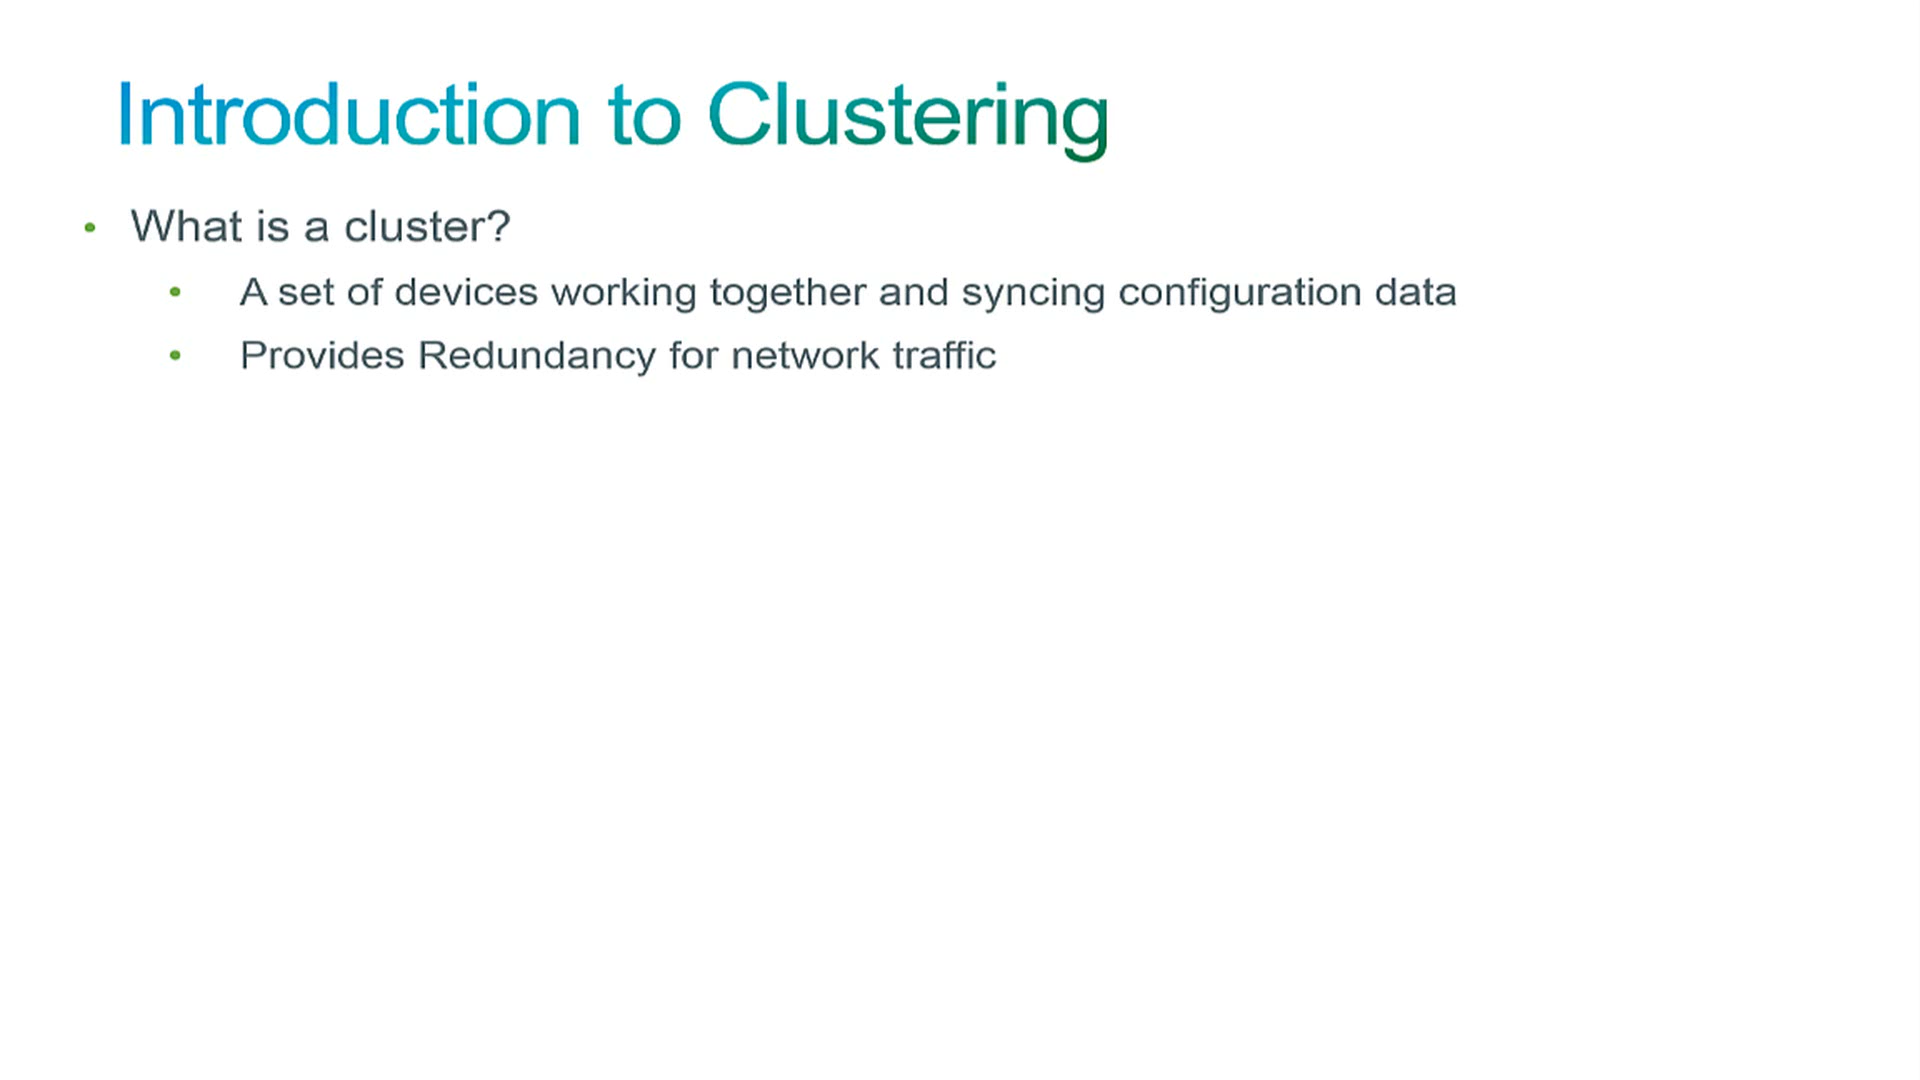 Introduction to Clustering
• What is a cluster?
• A set of devices working together and syncing configuration data
• Provides Redundancy for network traffic